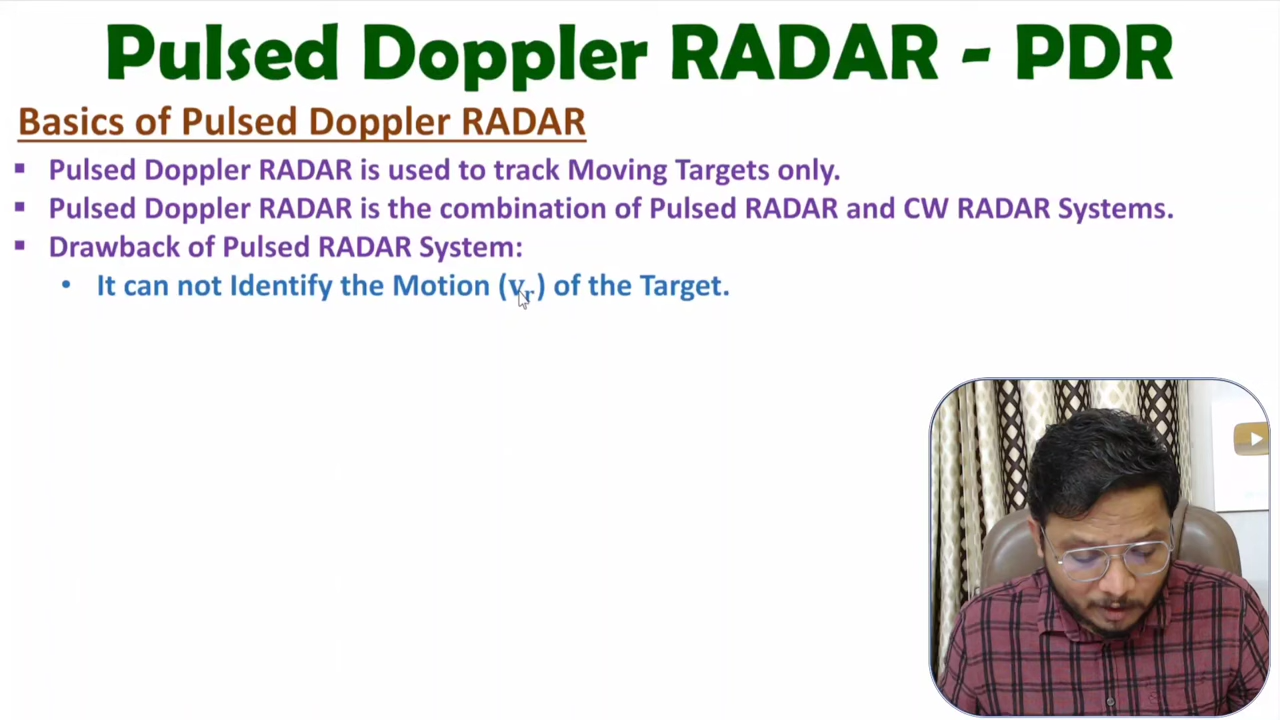 Pulsed Doppler RADAR - PDR
Basics of Pulsed Doppler RADAR
▪ Pulsed Doppler RADAR is used to track Moving Targets only.
▪ Pulsed Doppler RADAR is the combination of Pulsed RADAR and CW RADAR Systems.
▪ Drawback of Pulsed RADAR System:
• It can not Identify the Motion (vᵣ) of the Target.